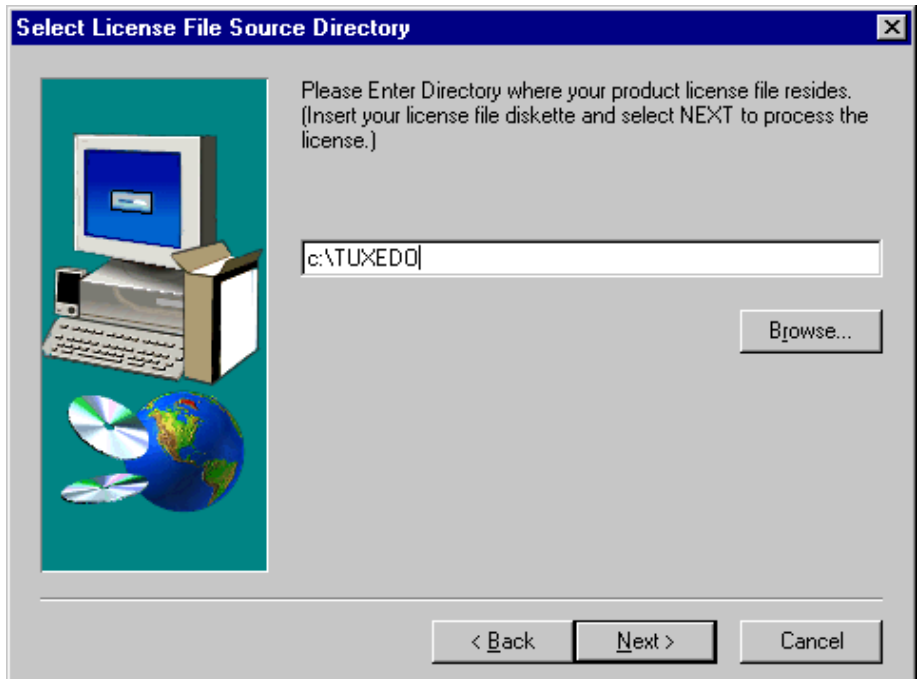 Select License File Source Directory
Please Enter Directory where your product license file resides.
(Insert your license file diskette and select NEXT to process the
license.)
c:\TUXEDO
Browse...
< Back
Next >
Cancel